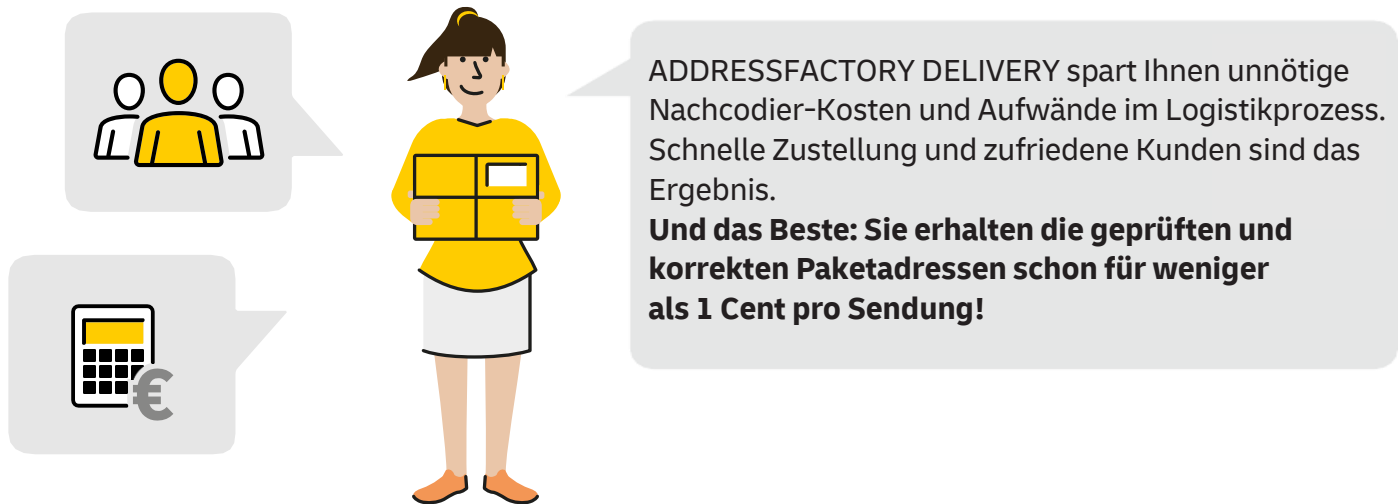 ADDRESSFACTORY DELIVERY spart Ihnen unnötige
Nachcodier-Kosten und Aufwände im Logistikprozess.
Schnelle Zustellung und zufriedene Kunden sind das
Ergebnis.
Und das Beste: Sie erhalten die geprüften und
korrekten Paketadressen schon für weniger
als 1 Cent pro Sendung!
€